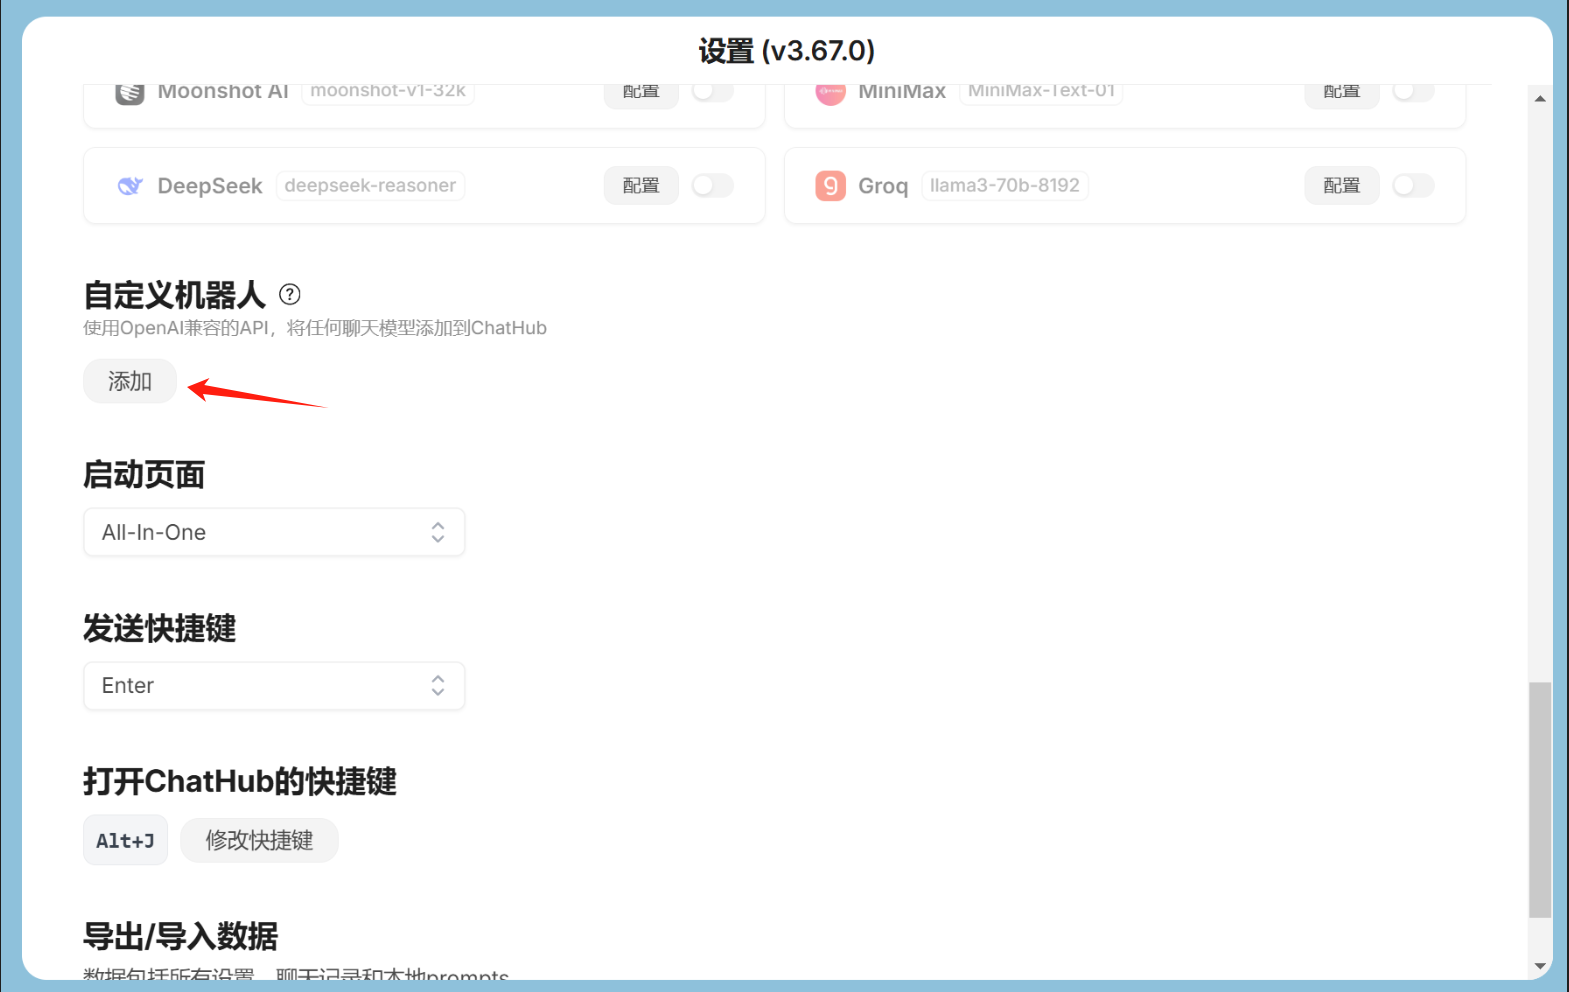 设置 (v3.67.0)
Moonshot AI moonshot-v1-32k 配置
MiniMax MiniMax-Text-01 配置
DeepSeek deepseek-reasoner 配置
Groq llama3-70b-8192 配置
自定义机器人 ?
使用OpenAI兼容的API，将任何聊天模型添加到ChatHub
添加
启动页面
All-In-One
发送快捷键
Enter
打开ChatHub的快捷键
Alt+J 修改快捷键
导出/导入数据
数据包括所有设置、聊天记录和本地prompts